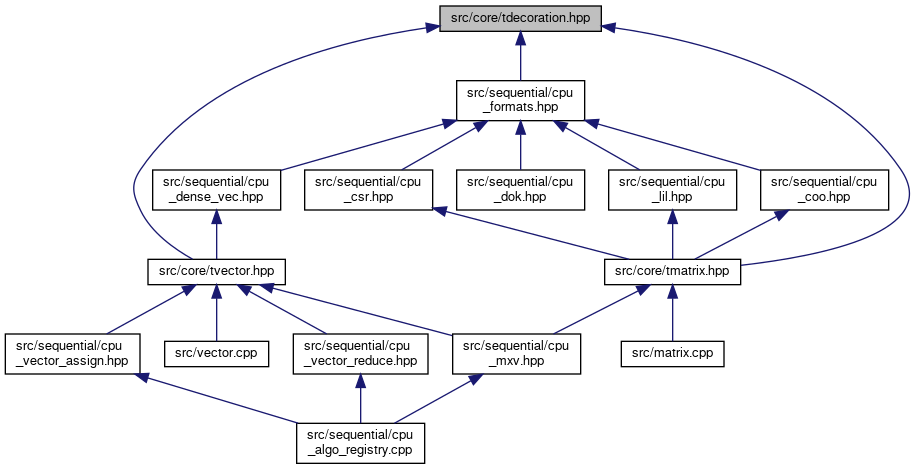 src/core/tdecoration.hpp
src/sequential/cpu
_formats.hpp
src/sequential/cpu
_dense_vec.hpp
src/sequential/cpu
_csr.hpp
src/sequential/cpu
_dok.hpp
src/sequential/cpu
_lil.hpp
src/sequential/cpu
_coo.hpp
src/core/tvector.hpp
src/core/tmatrix.hpp
src/sequential/cpu
_vector_assign.hpp
src/vector.cpp
src/sequential/cpu
_vector_reduce.hpp
src/sequential/cpu
_mxv.hpp
src/matrix.cpp
src/sequential/cpu
_algo_registry.cpp